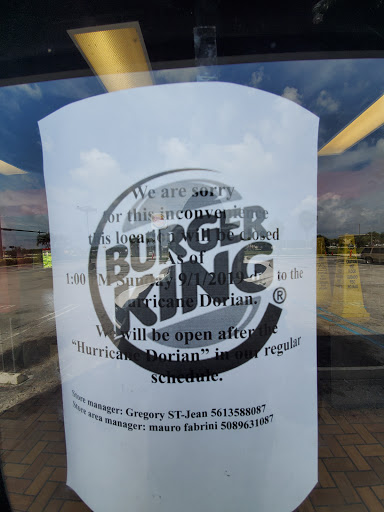 We are sorry
for this inconvenience
this location will be Closed
As of
1:00 M Sunday 9/1/2019 to the
Hurricane Dorian.
We will be open after the
“Hurricane Dorian” in our regular
schedule.
BURGER
KING
®
Store manager: Gregory ST-Jean 5613588087
Store area manager: mauro fabrini 5089631087